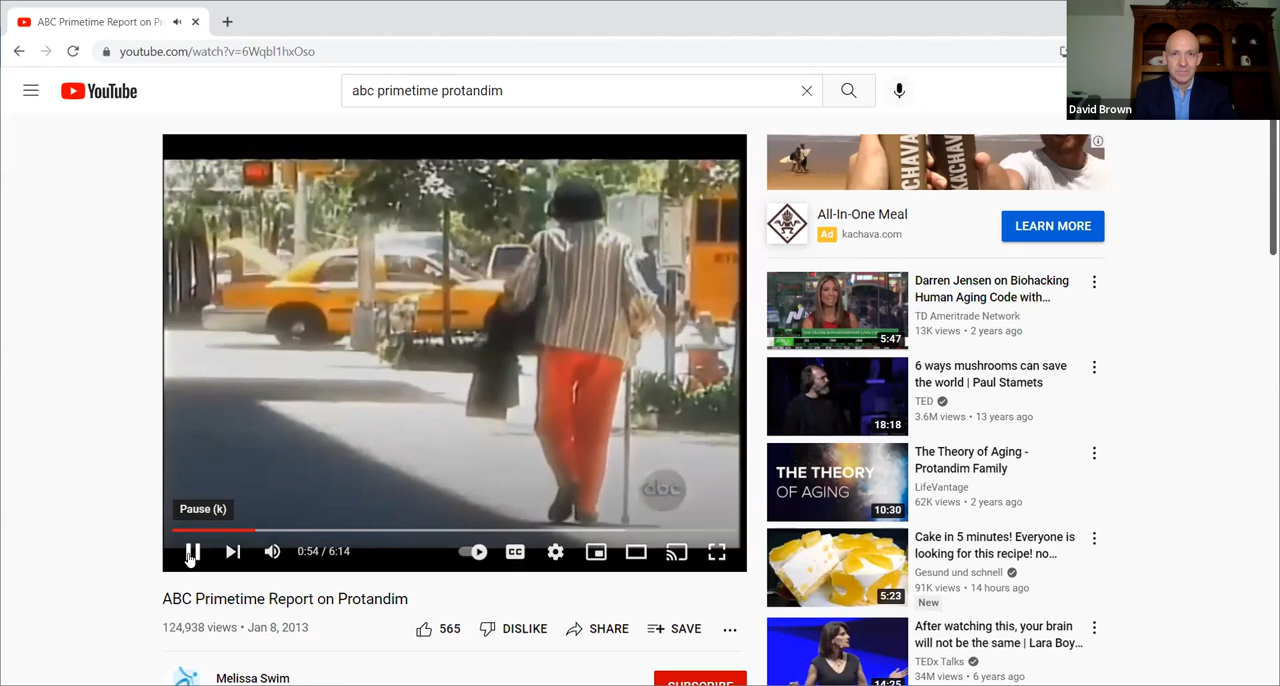 ABC Primetime Report on Pr
youtube.com/watch?v=6Wqbl1hxOso
David Brown
YouTube
abc primetime protandim
KACHAVA
KACHAVA
All-In-One Meal
Ad kachava.com
LEARN MORE
abc
Pause (k)
0:54 / 6:14
CC
ABC Primetime Report on Protandim
124,938 views • Jan 8, 2013
565
DISLIKE
SHARE
SAVE
Melissa Swim
SUBSCRIBE
5:47
Darren Jensen on Biohacking
Human Aging Code with...
TD Ameritrade Network
13K views • 2 years ago
18:18
6 ways mushrooms can save
the world | Paul Stamets
TED
3.6M views • 13 years ago
THE THEORY
OF AGING
10:30
The Theory of Aging -
Protandim Family
LifeVantage
62K views • 2 years ago
5:23
Cake in 5 minutes! Everyone is
looking for this recipe! no...
Gesund und schnell
91K views • 14 hours ago
New
14:25
After watching this, your brain
will not be the same | Lara Boy...
TEDx Talks
34M views • 6 years ago